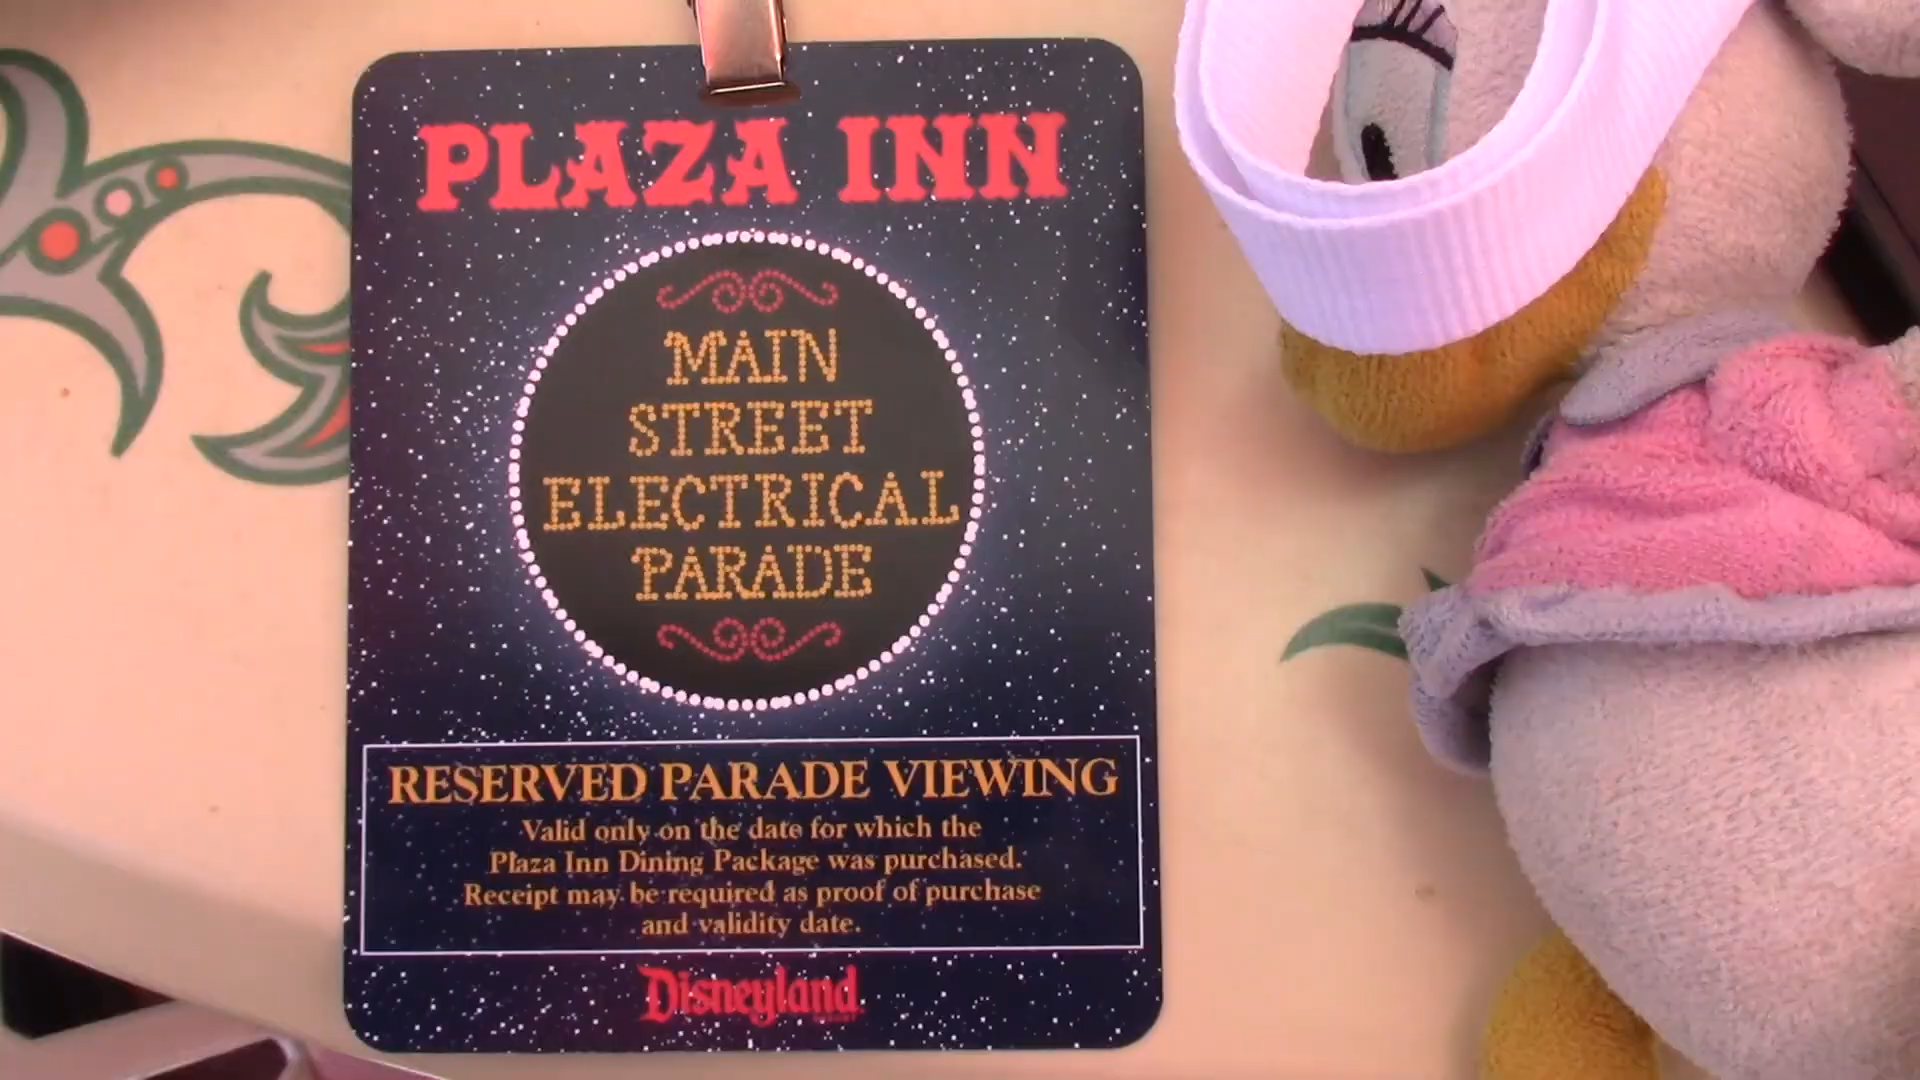 PLAZA INN
MAIN
STREET
ELECTRICAL
PARADE
RESERVED PARADE VIEWING
Valid only on the date for which the
Plaza Inn Dining Package was purchased.
Receipt may be required as proof of purchase
and validity date.
Disneyland